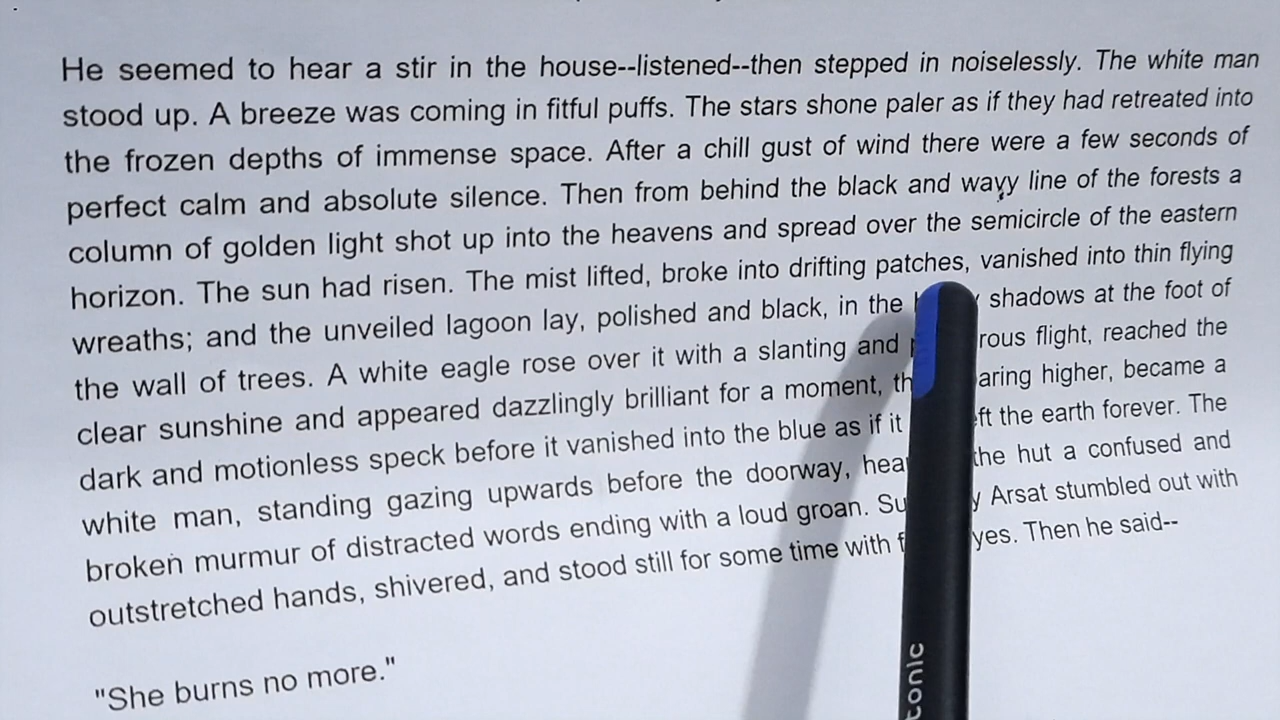 He seemed to hear a stir in the house--listened--then stepped in noiselessly. The white man
stood up. A breeze was coming in fitful puffs. The stars shone paler as if they had retreated into
the frozen depths of immense space. After a chill gust of wind there were a few seconds of
perfect calm and absolute silence. Then from behind the black and wavy line of the forests a
column of golden light shot up into the heavens and spread over the semicircle of the eastern
horizon. The sun had risen. The mist lifted, broke into drifting patches, vanished into thin flying
wreaths; and the unveiled lagoon lay, polished and black, in the shadows at the foot of
the wall of trees. A white eagle rose over it with a slanting and flight, reached the
clear sunshine and appeared dazzlingly brilliant for a moment, higher, became a
dark and motionless speck before it vanished into the blue as if it the earth forever. The
white man, standing gazing upwards before the doorway, the hut a confused and
broken murmur of distracted words ending with a loud groan. Arsat stumbled out with
outstretched hands, shivered, and stood still for some time with Then he said--
"She burns no more."
tonic